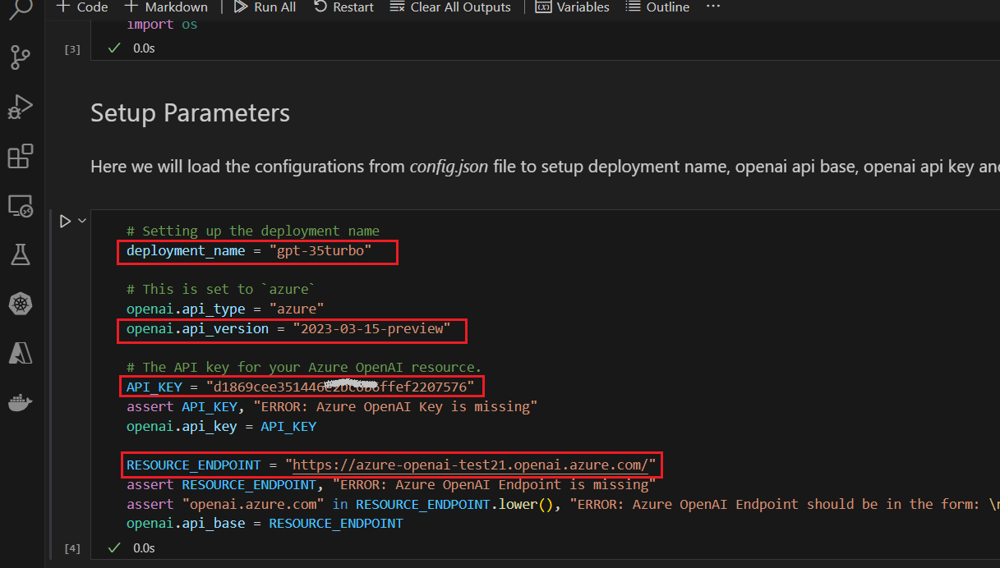 + Code + Markdown | Run All Restart Clear All Outputs | Variables Outline ...
import os
[3] 0.0s
Setup Parameters
Here we will load the configurations from config.json file to setup deployment name, openai api base, openai api key and
# Setting up the deployment name
deployment_name = "gpt-35turbo"
# This is set to `azure`
openai.api_type = "azure"
openai.api_version = "2023-03-15-preview"
# The API key for your Azure OpenAI resource.
API_KEY =
assert API_KEY, "ERROR: Azure OpenAI Key is missing"
openai.api_key = API_KEY
RESOURCE_ENDPOINT = "https://azure-openai-test21.openai.azure.com/"
assert RESOURCE_ENDPOINT, "ERROR: Azure OpenAI Endpoint is missing"
assert "openai.azure.com" in RESOURCE_ENDPOINT.lower(), "ERROR: Azure OpenAI Endpoint should be in the form: \n
openai.api_base = RESOURCE_ENDPOINT
[4] 0.0s